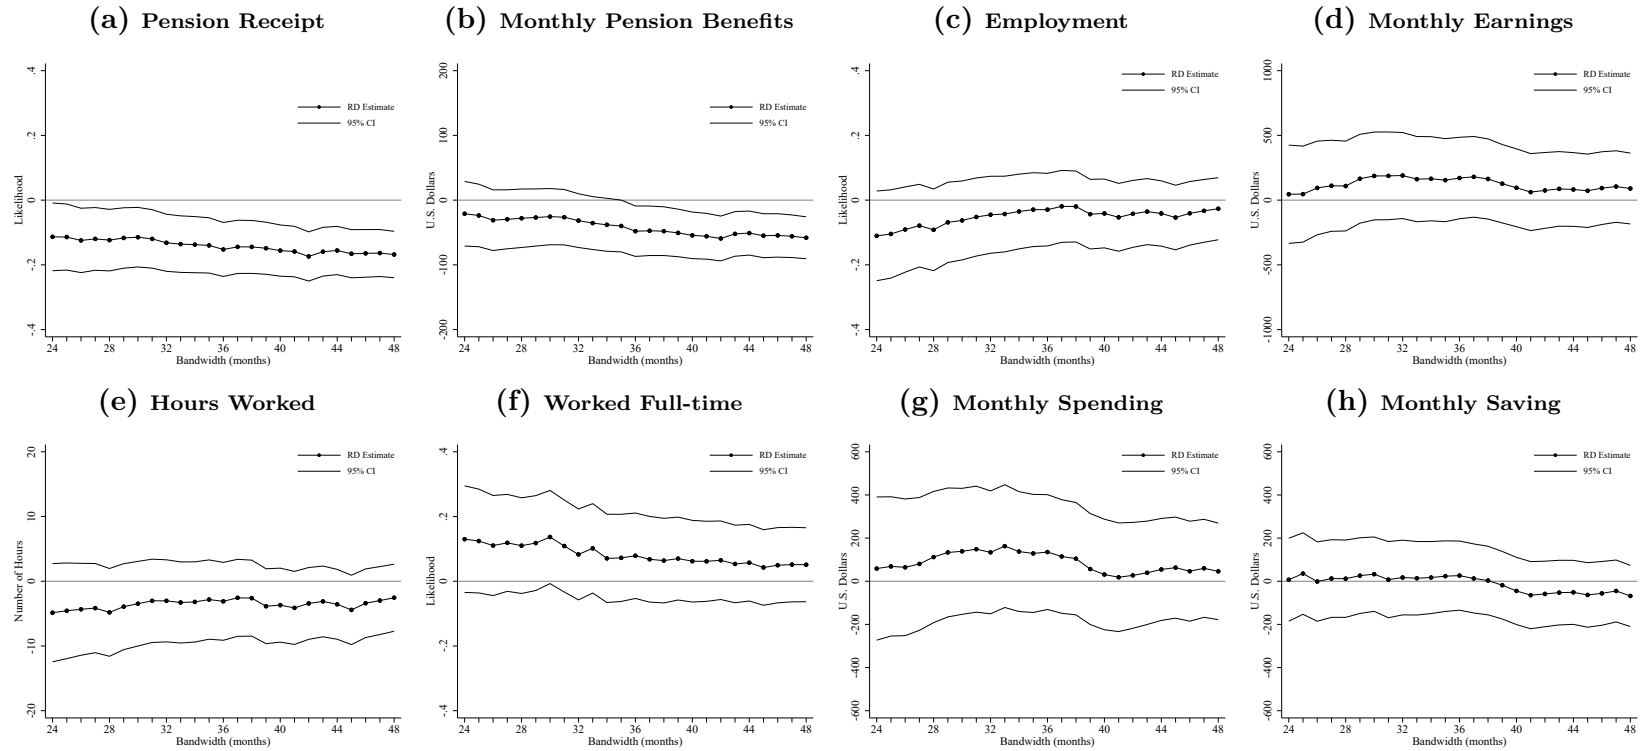 (a) Pension Receipt
.4
.2
0
-.2
-.4
Likelihood
RD Estimate
95% CI
24 28 32 36 40 44 48
Bandwidth (months)
(b) Monthly Pension Benefits
200
100
0
-100
-200
U.S. Dollars
RD Estimate
95% CI
24 28 32 36 40 44 48
Bandwidth (months)
(c) Employment
.4
.2
0
-.2
-.4
Likelihood
RD Estimate
95% CI
24 28 32 36 40 44 48
Bandwidth (months)
(d) Monthly Earnings
1000
500
0
-500
-1000
U.S. Dollars
RD Estimate
95% CI
24 28 32 36 40 44 48
Bandwidth (months)
(e) Hours Worked
20
10
0
-10
-20
Number of Hours
RD Estimate
95% CI
24 28 32 36 40 44 48
Bandwidth (months)
(f) Worked Full-time
.4
.2
0
-.2
-.4
Likelihood
RD Estimate
95% CI
24 28 32 36 40 44 48
Bandwidth (months)
(g) Monthly Spending
600
400
200
0
-200
-400
-600
U.S. Dollars
RD Estimate
95% CI
24 28 32 36 40 44 48
Bandwidth (months)
(h) Monthly Saving
600
400
200
0
-200
-400
-600
U.S. Dollars
RD Estimate
95% CI
24 28 32 36 40 44 48
Bandwidth (months)